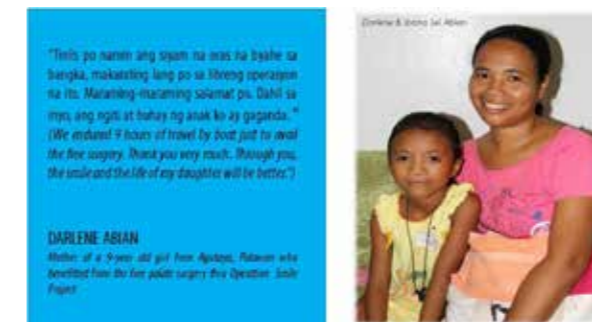 "Tiniis po namin ang siyam na oras na byahe sa
bangka, makarating lang po sa libreng operasyon
na ito. Maraming-maraming salamat po. Dahil sa
inyo, ang ngiti at buhay ng anak ko ay gaganda."
(We endured 9 hours of travel by boat just to avail
the free surgery. Thank you very much. Through you,
the smile and the life of my daughter will be better.")
DARLENE ABIAN
Mother of a 9-year old girl from Agutaya, Palawan who
benefitted from the free palate surgery thru Operation Smile
Project
Darlene & Abian